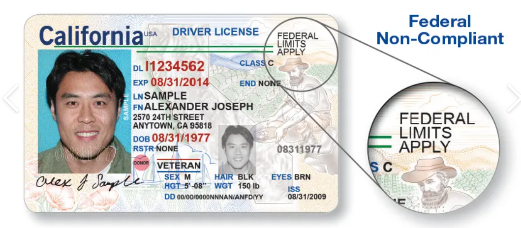 California USA DRIVER LICENSE
FEDERAL
LIMITS
APPLY
DL I1234562
CLASS C
EXP 08/31/2014
END NONE
LN SAMPLE
FN ALEXANDER JOSEPH
2570 24TH STREET
ANYTOWN, CA 95818
DOB 08/31/1977
RSTR NONE
08311977
DONOR
VETERAN
SEX M
HAIR BLK
EYES BRN
HGT 5'-08"
WGT 150 lb
ISS
DD 00/00/0000NNNAN/ANFD/YY
08/31/2009
SAMPLE
Alex J Sample
Federal
Non-Compliant
FEDERAL
LIMITS
APPLY
S C